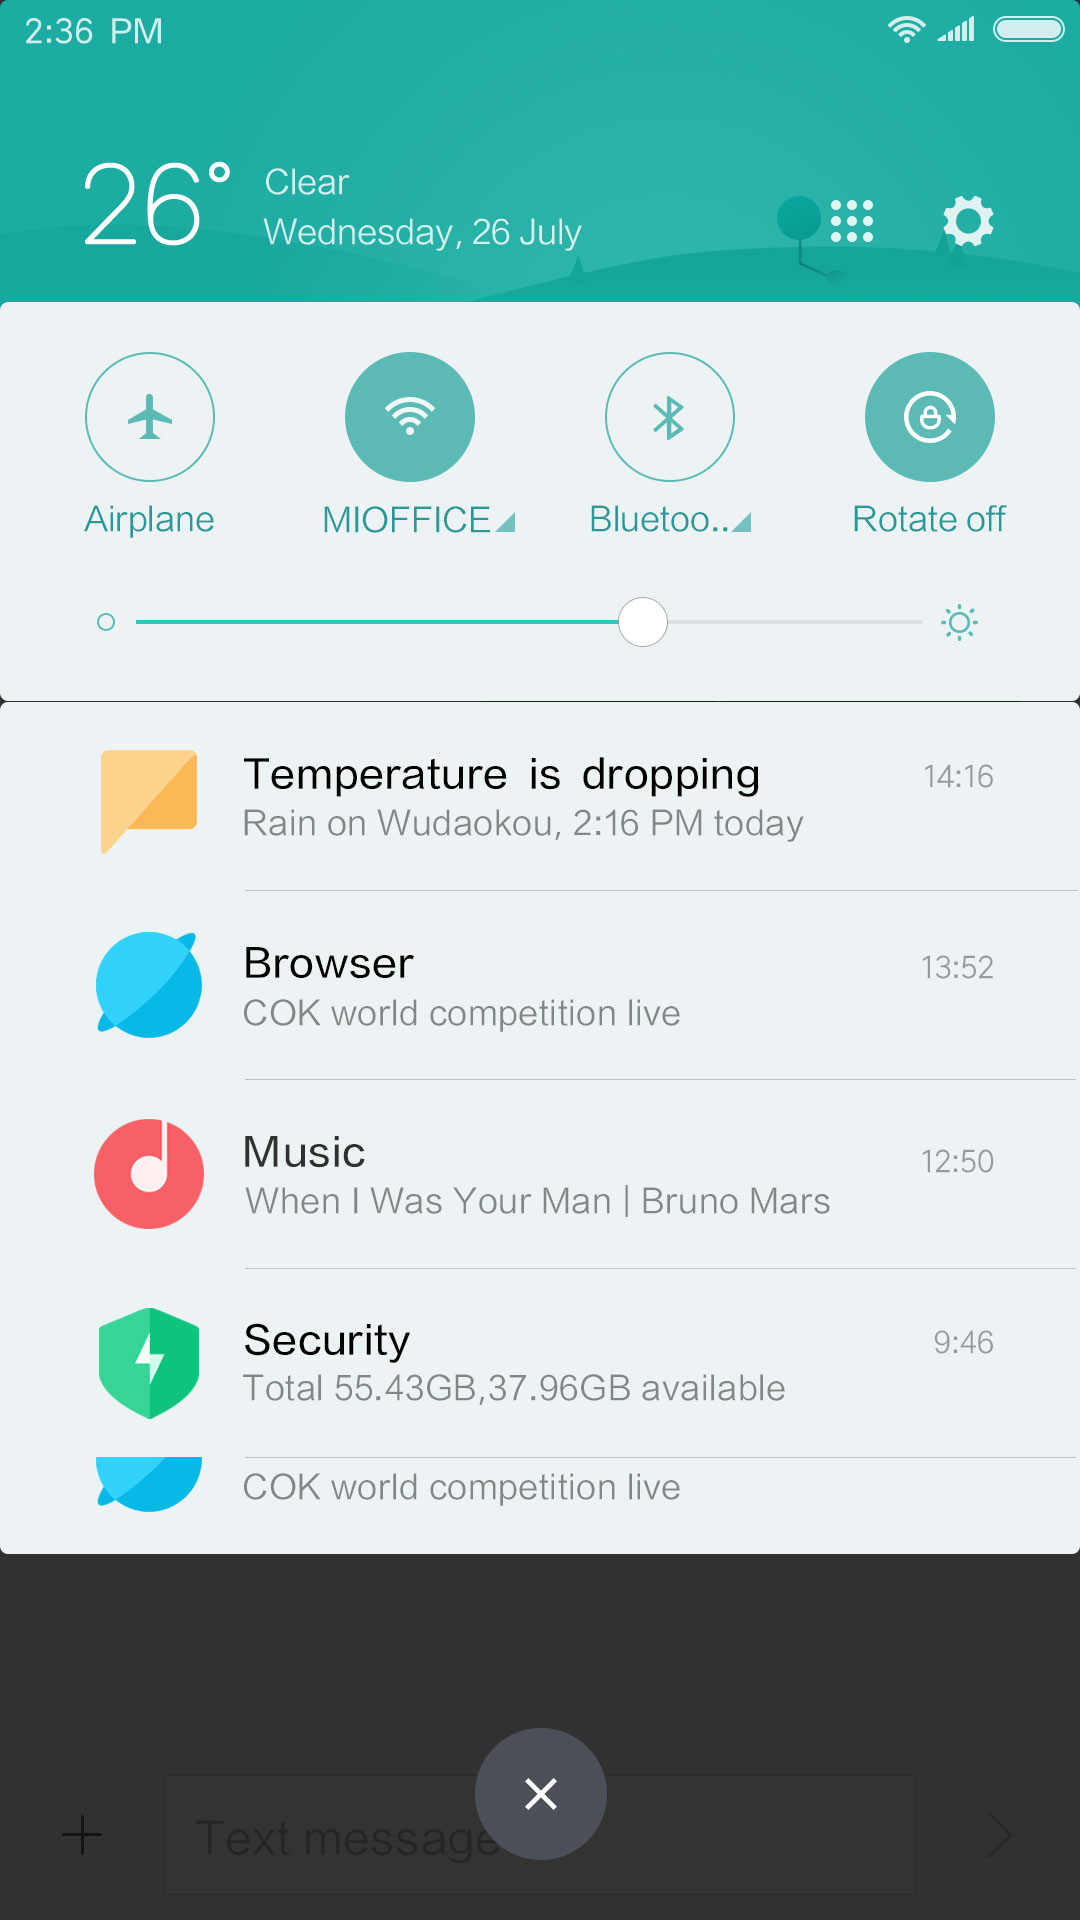 2:36 PM
26°
Clear
Wednesday, 26 July
Airplane
MIOFFICE
Bluetoo..
Rotate off
Temperature is dropping
14:16
Rain on Wudaokou, 2:16 PM today
Browser
13:52
COK world competition live
Music
12:50
When I Was Your Man | Bruno Mars
Security
9:46
Total 55.43GB,37.96GB available
COK world competition live
Text message